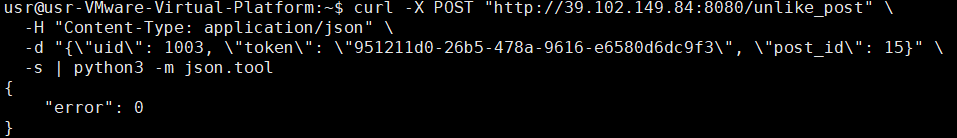 usr@usr-VMware-Virtual-Platform:~$ curl -X POST "http://39.102.149.84:8080/unlike_post" \
-H "Content-Type: application/json" \
-d "{\"uid\": 1003, \"token\": \"951211d0-26b5-478a-9616-e6580d6dc9f3\", \"post_id\": 15}" \
-s | python3 -m json.tool
{
"error": 0
}